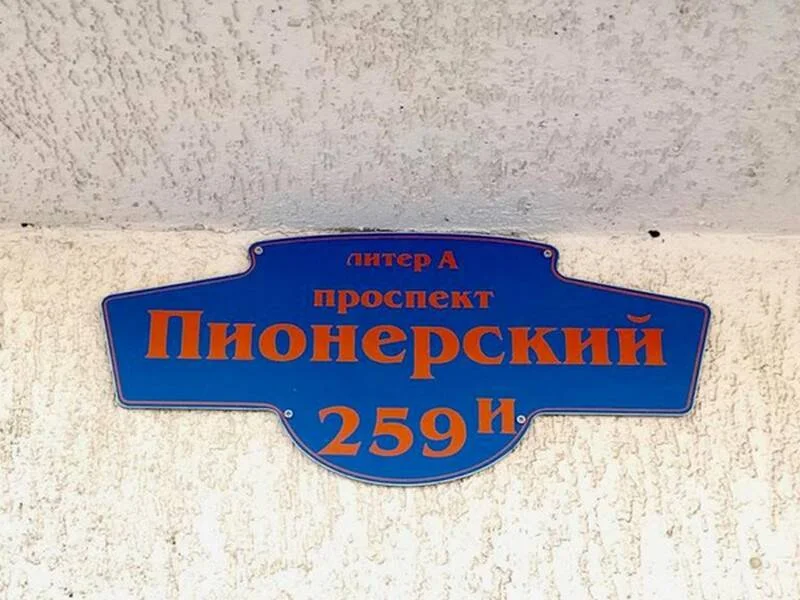 литер А
проспект
Пионерский
259и